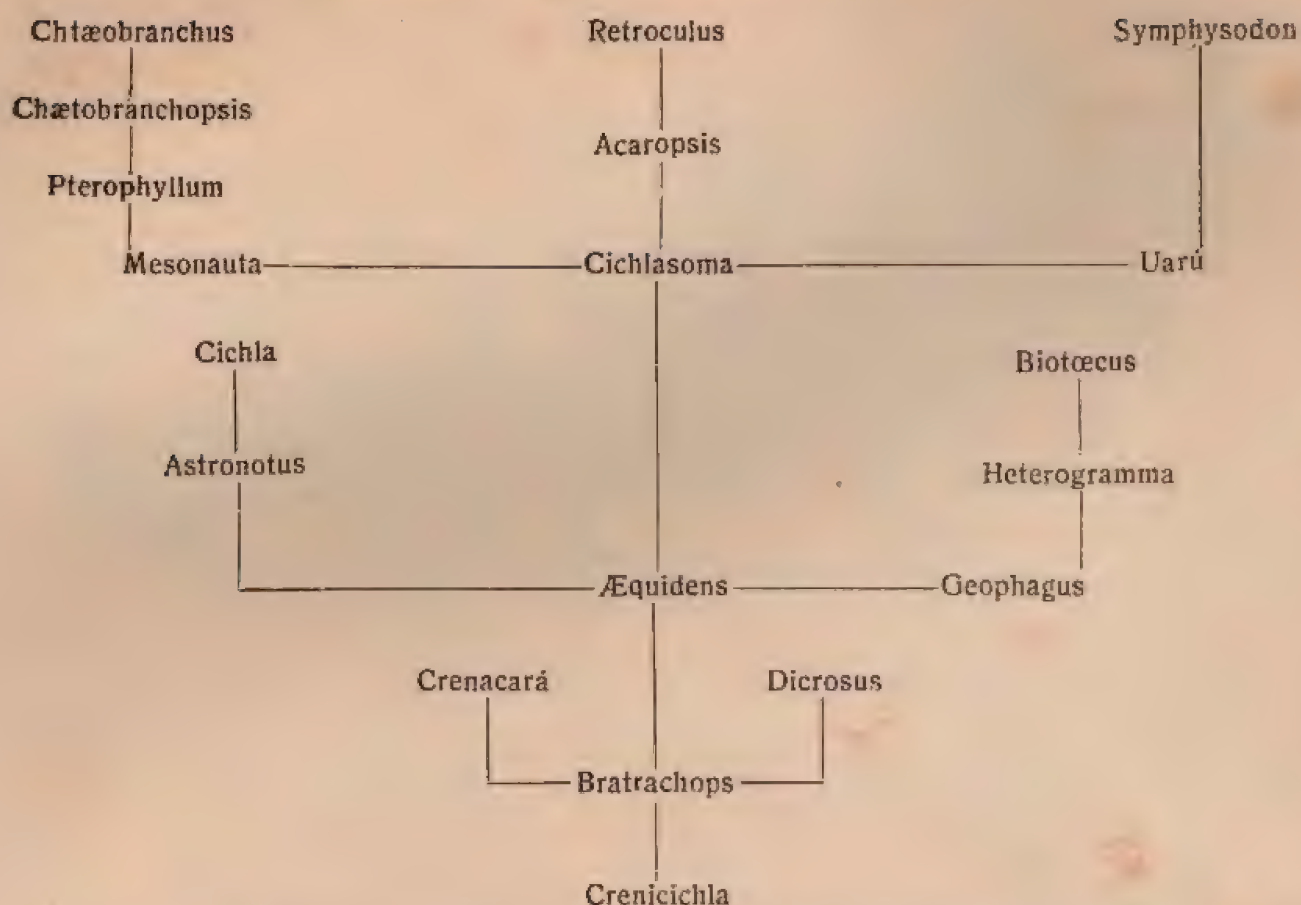 Chtæobranchus Retroculus Symphysodon
Chætobranchopsis
Acaropsis
Pterophyllum
Mesonauta Cichlasoma Uarú
Cichla Biotœcus
Astronotus Heterogramma
Æquidens Geophagus
Crenacará Dicrosus
Bratrachops
Crenicichla